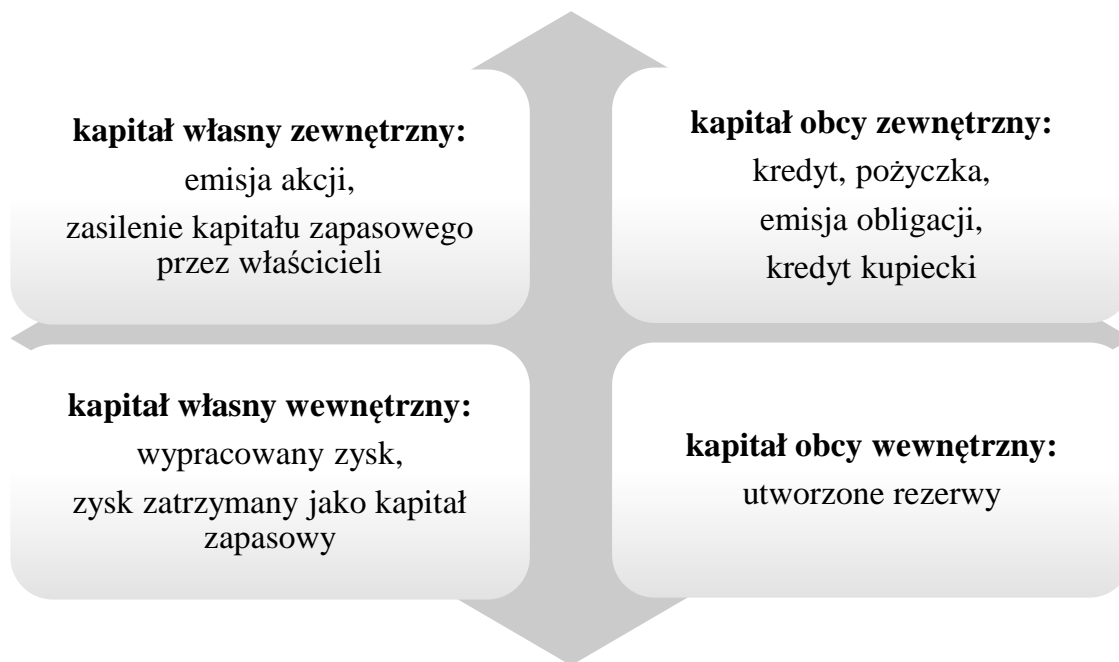 kapitał własny zewnętrzny:
emisja akcji,
zasilenie kapitału zapasowego
przez właścicieli
kapitał obcy zewnętrzny:
kredyt, pożyczka,
emisja obligacji,
kredyt kupiecki
kapitał własny wewnętrzny:
wypracowany zysk,
zysk zatrzymany jako kapitał
zapasowy
kapitał obcy wewnętrzny:
utworzone rezerwy